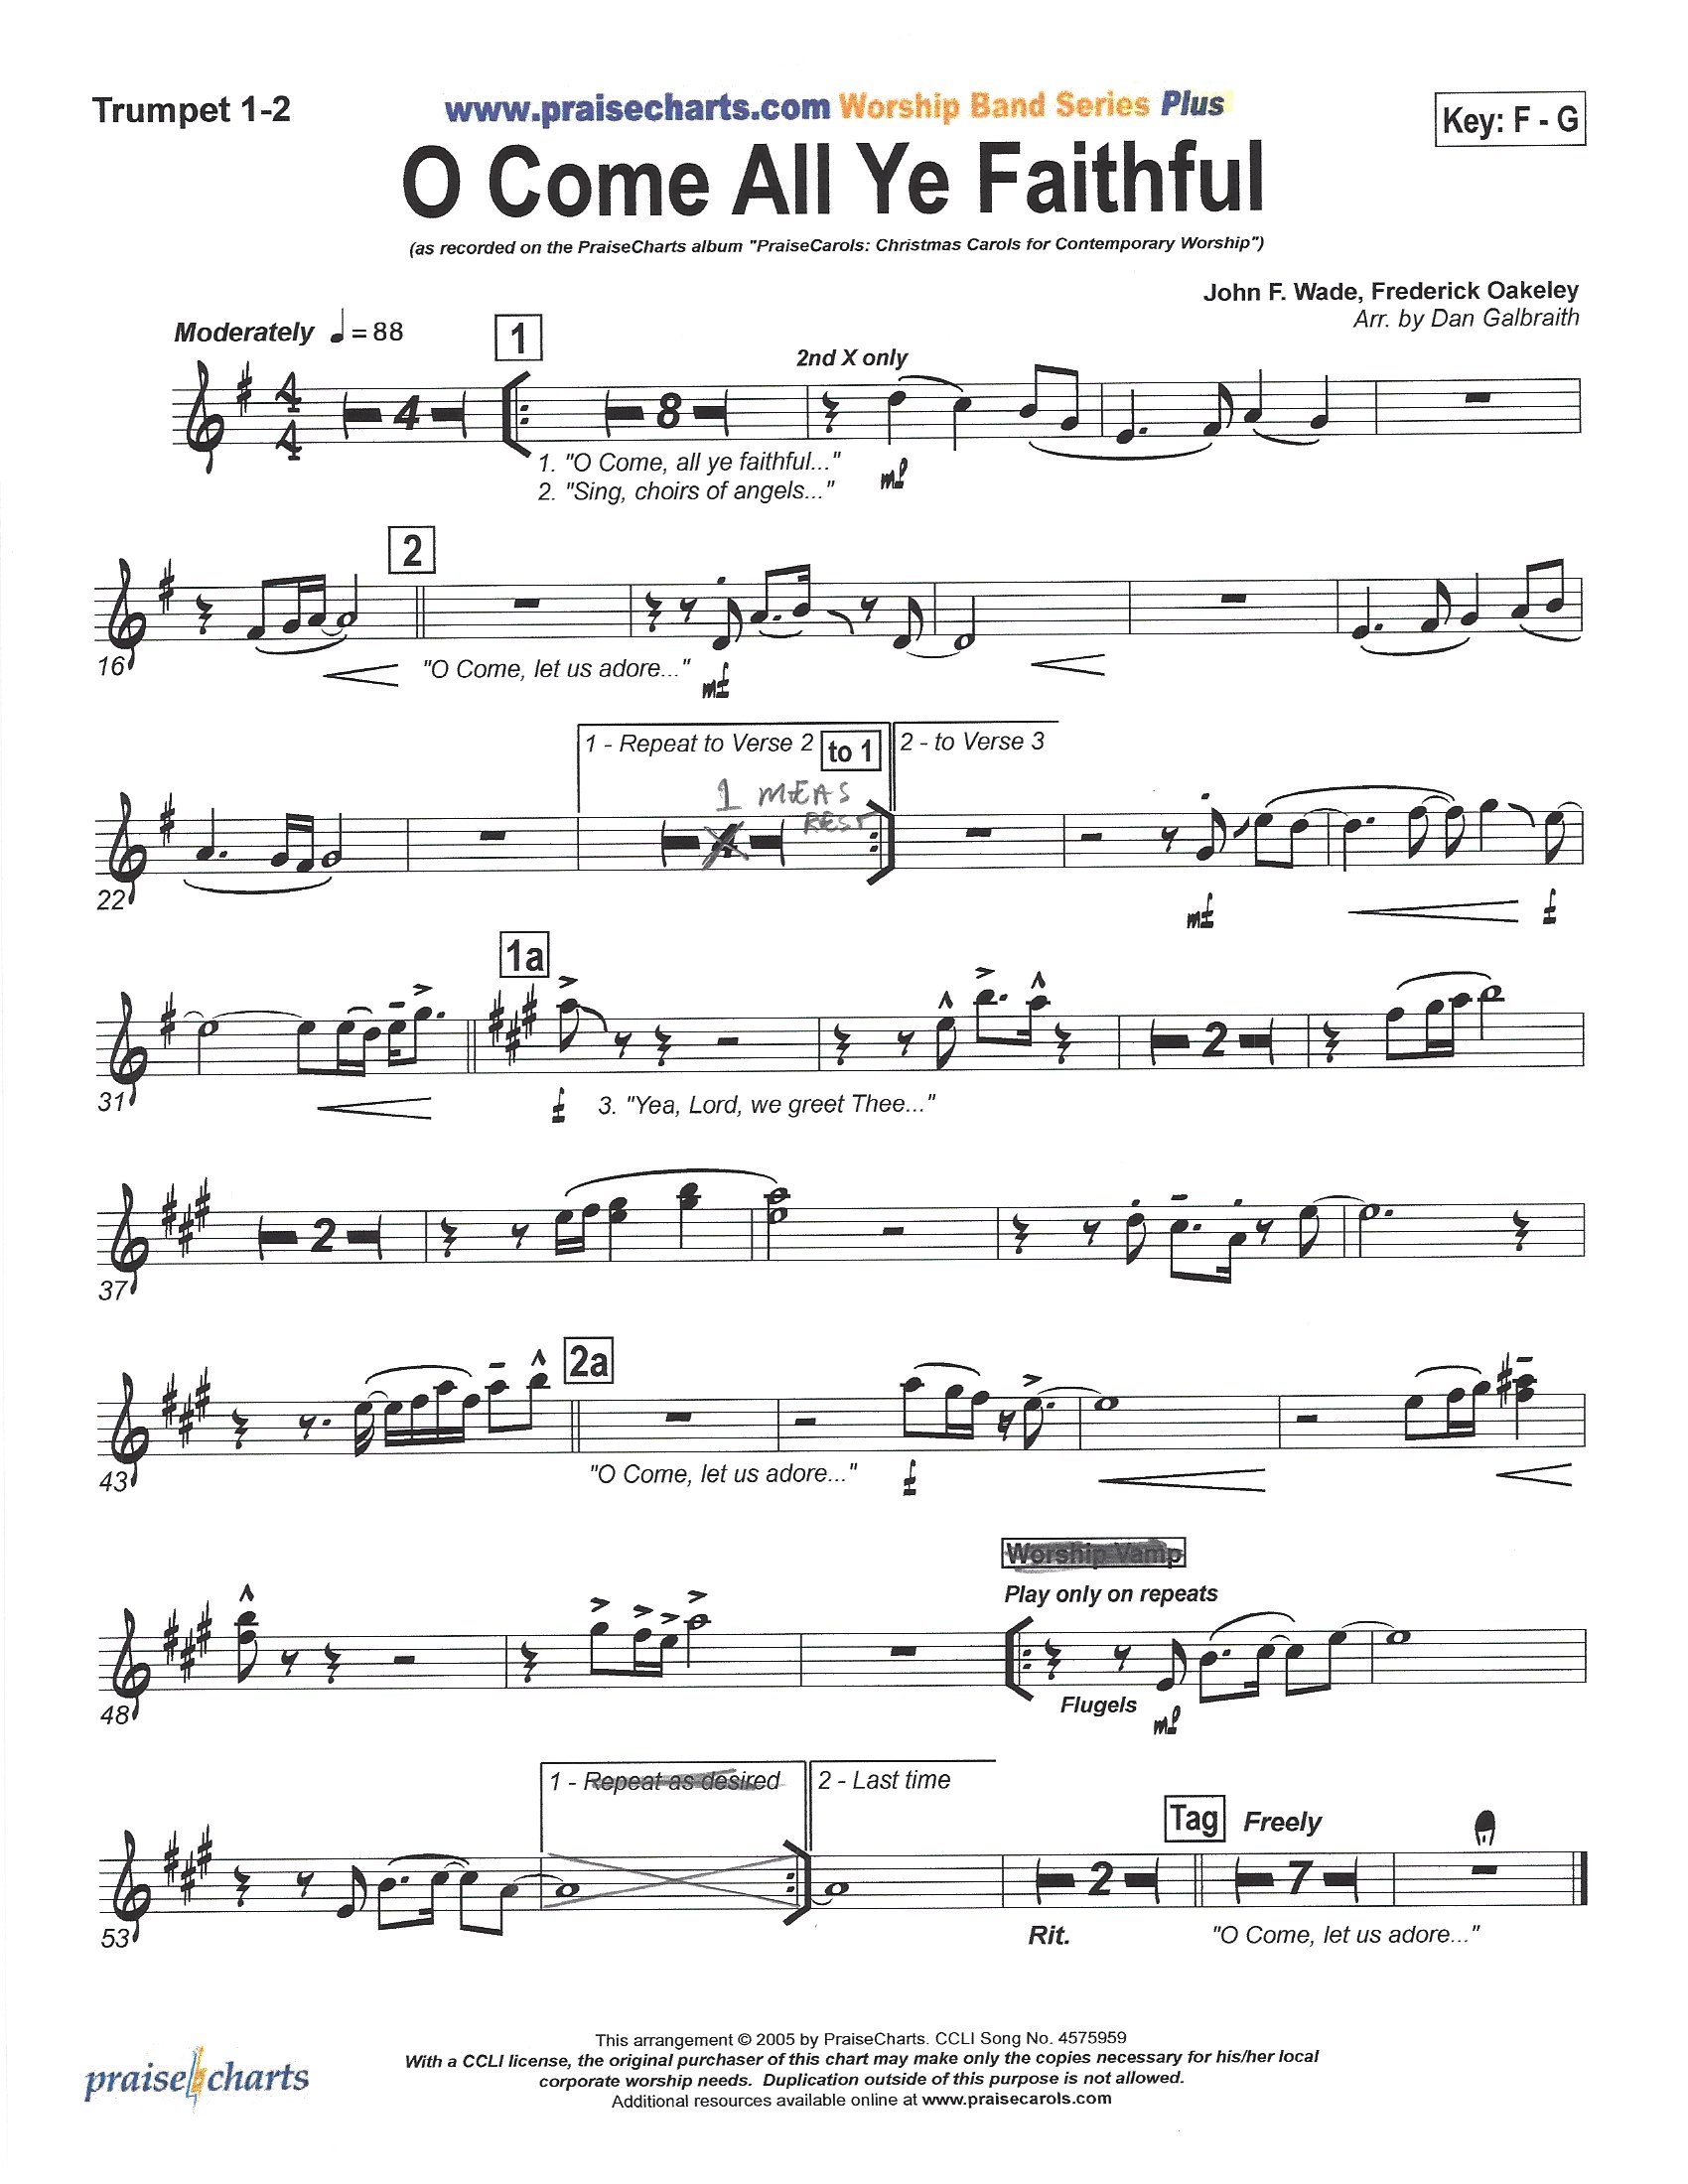 Trumpet 1-2
www.praisecharts.com Worship Band Series Plus
Key: F - G
O Come All Ye Faithful
(as recorded on the PraiseCharts album "PraiseCarols: Christmas Carols for Contemporary Worship")
John F. Wade, Frederick Oakeley
Arr. by Dan Galbraith
Moderately ♩ = 88
1
2nd X only
4
4
4
8
1. "O Come, all ye faithful..."
2. "Sing, choirs of angels..."
mp
2
16
"O Come, let us adore..."
mf
1 - Repeat to Verse 2
to 1
2 - to Verse 3
1 MEAS
REST
4
22
mf
f
1a
2
31
f
3. "Yea, Lord, we greet Thee..."
2
37
2a
43
"O Come, let us adore..."
f
Worship Vamp
Play only on repeats
48
Flugels
mp
1 - Repeat as desired
2 - Last time
Tag
Freely
2
7
53
Rit.
"O Come, let us adore..."
This arrangement © 2005 by PraiseCharts. CCLI Song No. 4575959
With a CCLI license, the original purchaser of this chart may make only the copies necessary for his/her local
corporate worship needs. Duplication outside of this purpose is not allowed.
Additional resources available online at www.praisecarols.com
praise charts